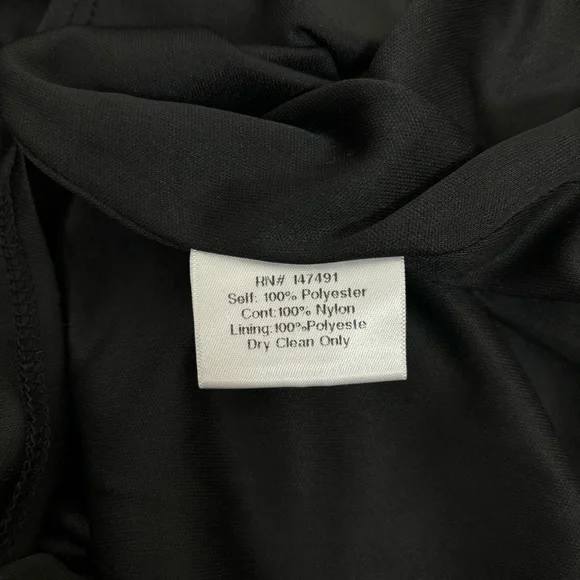 RN# 147491
Self: 100% Polyester
Cont:100% Nylon
Lining:100%Polyeste
Dry Clean Only